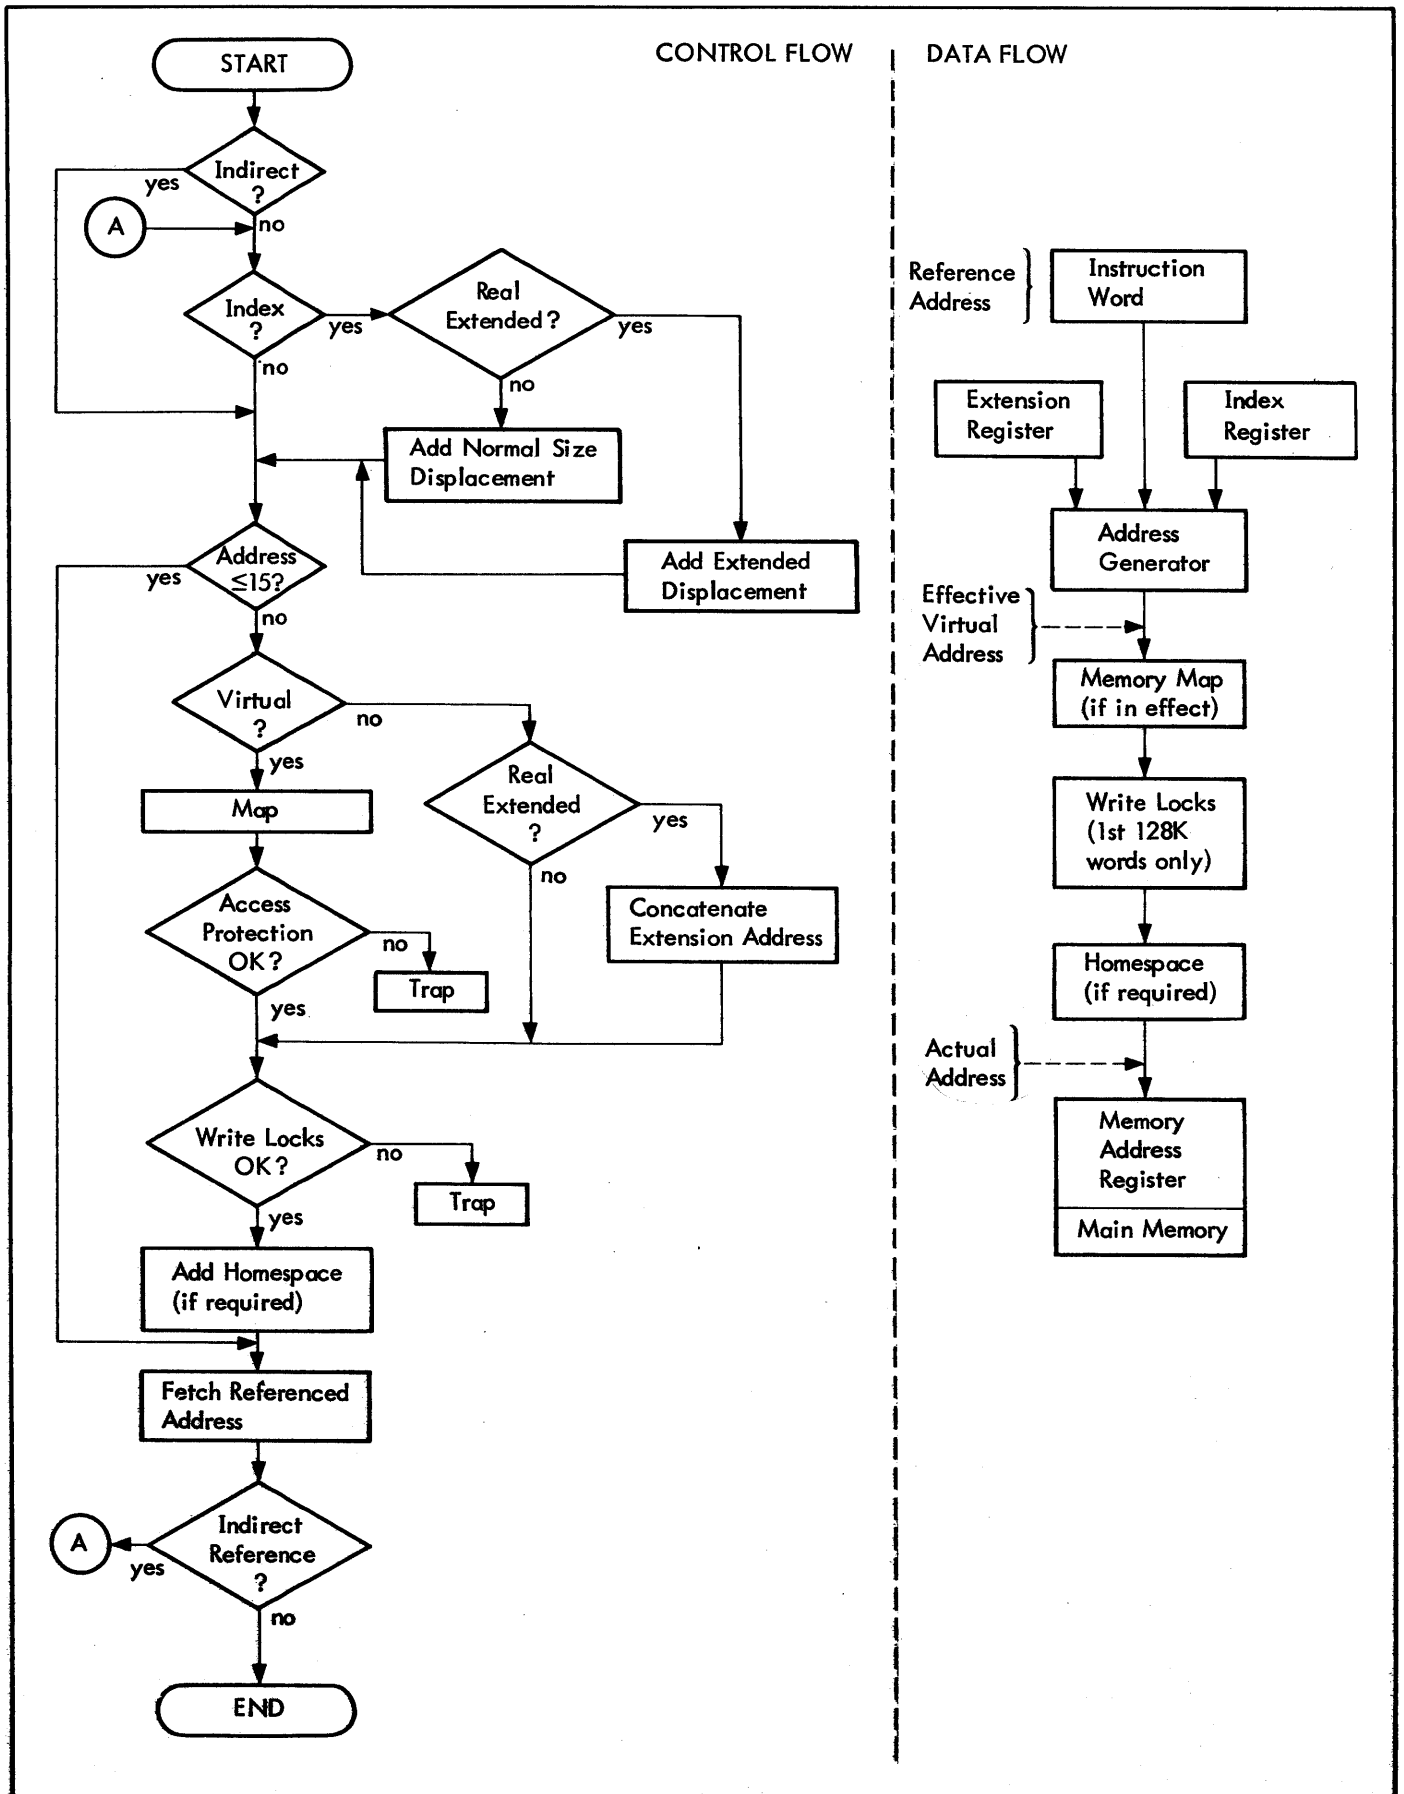 CONTROL FLOW
START
Indirect
?
yes
no
A
Index
?
yes
no
Real
Extended?
yes
no
Add Normal Size
Displacement
Add Extended
Displacement
Address
≤15?
yes
no
Virtual
?
no
yes
Map
Real
Extended
?
yes
no
Concatenate
Extension Address
Access
Protection
OK?
no
Trap
yes
Write Locks
OK?
no
Trap
yes
Add Homespace
(if required)
Fetch Referenced
Address
Indirect
Reference
?
yes
A
no
END
DATA FLOW
Reference
Address
Instruction
Word
Extension
Register
Index
Register
Address
Generator
Effective
Virtual
Address
Memory Map
(if in effect)
Write Locks
(1st 128K
words only)
Homespace
(if required)
Actual
Address
Memory
Address
Register
Main Memory